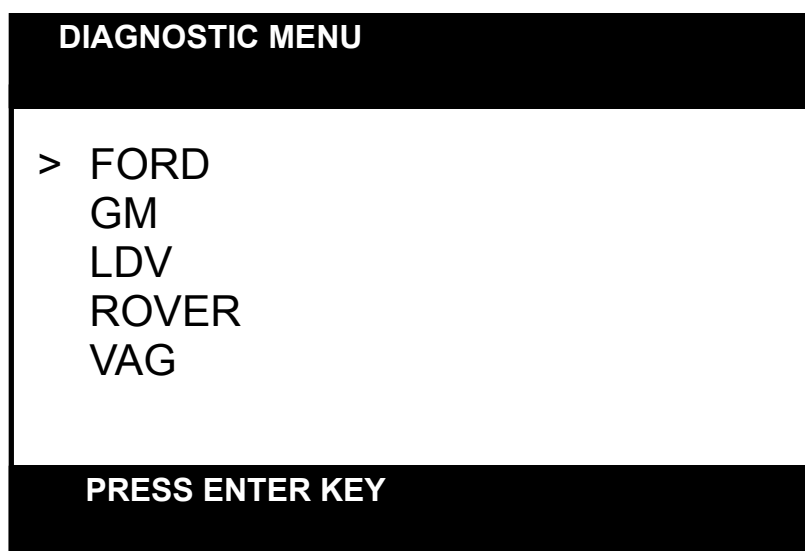 DIAGNOSTIC MENU
> FORD
GM
LDV
ROVER
VAG
PRESS ENTER KEY